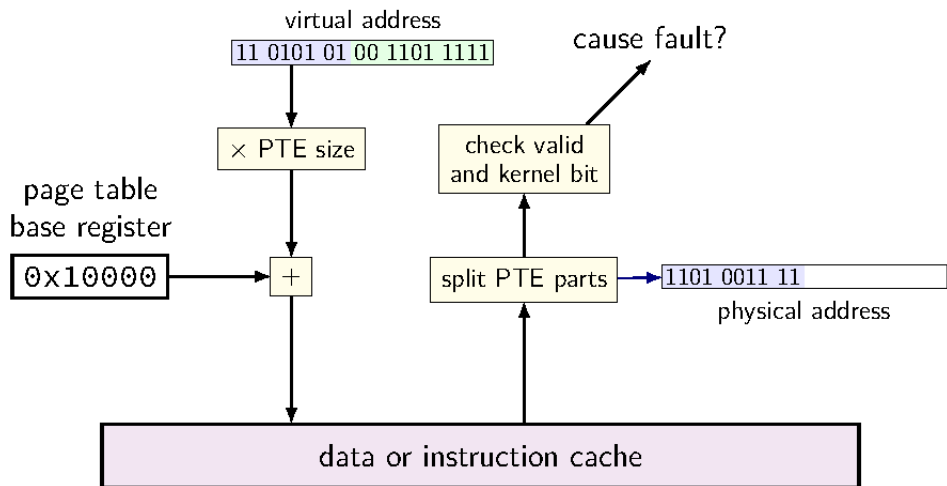 virtual address
11 0101 01 00 1101 1111
cause fault?
× PTE size
check valid
and kernel bit
page table
base register
0x10000
+
split PTE parts
1101 0011 11
physical address
data or instruction cache